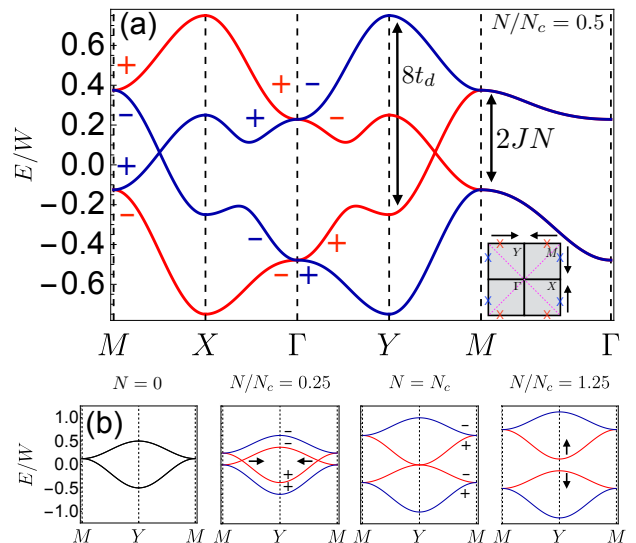 (a)
N/N_c = 0.5
E/W
0.6
0.4
0.2
0.0
−0.2
−0.4
−0.6
+
−
+
−
+
−
+
−
+
−
−
+
8t_d
2JN
Y
M
Γ
X
M
X
Γ
Y
M
Γ
(b)
N = 0
N/N_c = 0.25
N = N_c
N/N_c = 1.25
E/W
1.0
0.5
0.0
−0.5
−1.0
−
−
+
+
−
+
−
+
M
Y
M
M
Y
M
M
Y
M
M
Y
M